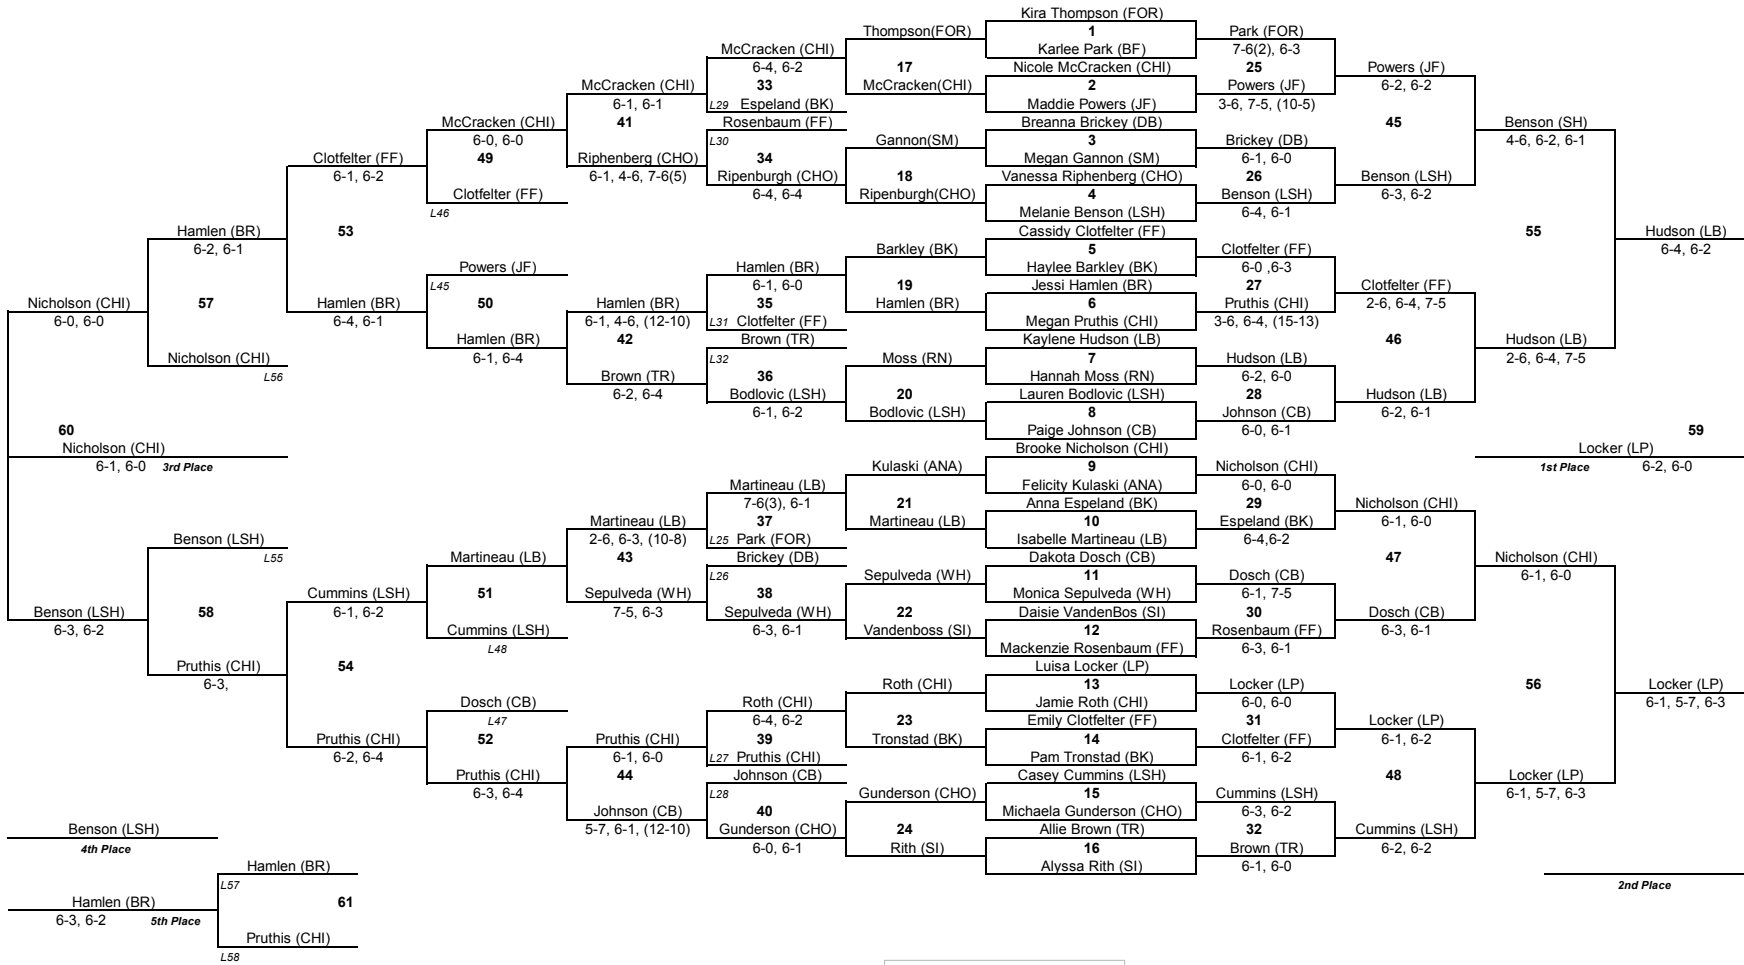 Kira Thompson (FOR)
Thompson(FOR) 1 Park (FOR)
McCracken (CHI) Karlee Park (BF) 7-6(2), 6-3
6-4, 6-2 17 Nicole McCracken (CHI) 25 Powers (JF)
McCracken (CHI) 33 McCracken(CHI) 2 Powers (JF) 6-2, 6-2
6-1, 6-1 L29 Espeland (BK) Maddie Powers (JF) 3-6, 7-5, (10-5)
McCracken (CHI) 41 Rosenbaum (FF) Breanna Brickey (DB) 45 Benson (SH)
6-0, 6-0 L30 Gannon(SM) 3 Brickey (DB) 4-6, 6-2, 6-1
Clotfelter (FF) 49 Riphenberg (CHO) 34 Megan Gannon (SM) 6-1, 6-0
6-1, 6-2 6-1, 4-6, 7-6(5) Ripenburgh (CHO) 18 Vanessa Riphenberg (CHO) 26 Benson (LSH)
Clotfelter (FF) 6-4, 6-4 Ripenburgh(CHO) 4 Benson (LSH) 6-3, 6-2
L46 Melanie Benson (LSH) 6-4, 6-1
Hamlen (BR) 53 Cassidy Clotfelter (FF) 55 Hudson (LB)
6-2, 6-1 Barkley (BK) 5 Clotfelter (FF) 6-4, 6-2
Powers (JF) Hamlen (BR) Haylee Barkley (BK) 6-0 ,6-3
L45 6-1, 6-0 19 Jessi Hamlen (BR) 27 Clotfelter (FF)
Nicholson (CHI) 57 Hamlen (BR) 50 Hamlen (BR) 35 Hamlen (BR) 6 Pruthis (CHI) 2-6, 6-4, 7-5
6-0, 6-0 6-4, 6-1 6-1, 4-6, (12-10) L31 Clotfelter (FF) Megan Pruthis (CHI) 3-6, 6-4, (15-13)
Hamlen (BR) 42 Brown (TR) Kaylene Hudson (LB) 46 Hudson (LB)
Nicholson (CHI) 6-1, 6-4 L32 Moss (RN) 7 Hudson (LB) 2-6, 6-4, 7-5
L56 Brown (TR) 36 Hannah Moss (RN) 6-2, 6-0
6-2, 6-4 Bodlovic (LSH) 20 Lauren Bodlovic (LSH) 28 Hudson (LB)
6-1, 6-2 Bodlovic (LSH) 8 Johnson (CB) 6-2, 6-1
60 Paige Johnson (CB) 6-0, 6-1 59
Nicholson (CHI) Brooke Nicholson (CHI) Locker (LP)
6-1, 6-0 3rd Place Kulaski (ANA) 9 Nicholson (CHI) 1st Place 6-2, 6-0
Martineau (LB) Felicity Kulaski (ANA) 6-0, 6-0
7-6(3), 6-1 21 Anna Espeland (BK) 29 Nicholson (CHI)
Martineau (LB) 37 Martineau (LB) 10 Espeland (BK) 6-1, 6-0
Benson (LSH) 2-6, 6-3, (10-8) L25 Park (FOR) Isabelle Martineau (LB) 6-4,6-2
L55 Martineau (LB) 43 Brickey (DB) Dakota Dosch (CB) 47 Nicholson (CHI)
L26 Sepulveda (WH) 11 Dosch (CB) 6-1, 6-0
Cummins (LSH) 51 Sepulveda (WH) 38 Monica Sepulveda (WH) 6-1, 7-5
Benson (LSH) 58 6-1, 6-2 7-5, 6-3 Sepulveda (WH) 22 Daisie VandenBos (SI) 30 Dosch (CB)
6-3, 6-2 Cummins (LSH) 6-3, 6-1 Vandenboss (SI) 12 Rosenbaum (FF) 6-3, 6-1
L48 Mackenzie Rosenbaum (FF) 6-3, 6-1
Pruthis (CHI) 54 Luisa Locker (LP)
6-3, Roth (CHI) 13 Locker (LP) 56 Locker (LP)
Dosch (CB) Roth (CHI) Jamie Roth (CHI) 6-0, 6-0 6-1, 5-7, 6-3
L47 6-4, 6-2 23 Emily Clotfelter (FF) 31 Locker (LP)
Pruthis (CHI) 52 Pruthis (CHI) 39 Tronstad (BK) 14 Clotfelter (FF) 6-1, 6-2
6-2, 6-4 6-1, 6-0 L27 Pruthis (CHI) Pam Tronstad (BK) 6-1, 6-2
Pruthis (CHI) 44 Johnson (CB) Casey Cummins (LSH) 48 Locker (LP)
6-3, 6-4 L28 Gunderson (CHO) 15 Cummins (LSH) 6-1, 5-7, 6-3
Johnson (CB) 40 Michaela Gunderson (CHO) 6-3, 6-2
Benson (LSH) 5-7, 6-1, (12-10) Gunderson (CHO) 24 Allie Brown (TR) 32 Cummins (LSH)
4th Place 6-0, 6-1 Rith (SI) 16 Brown (TR) 6-2, 6-2
Hamlen (BR) Alyssa Rith (SI) 6-1, 6-0
L57 2nd Place
Hamlen (BR) 61
6-3, 6-2 5th Place
Pruthis (CHI)
L58